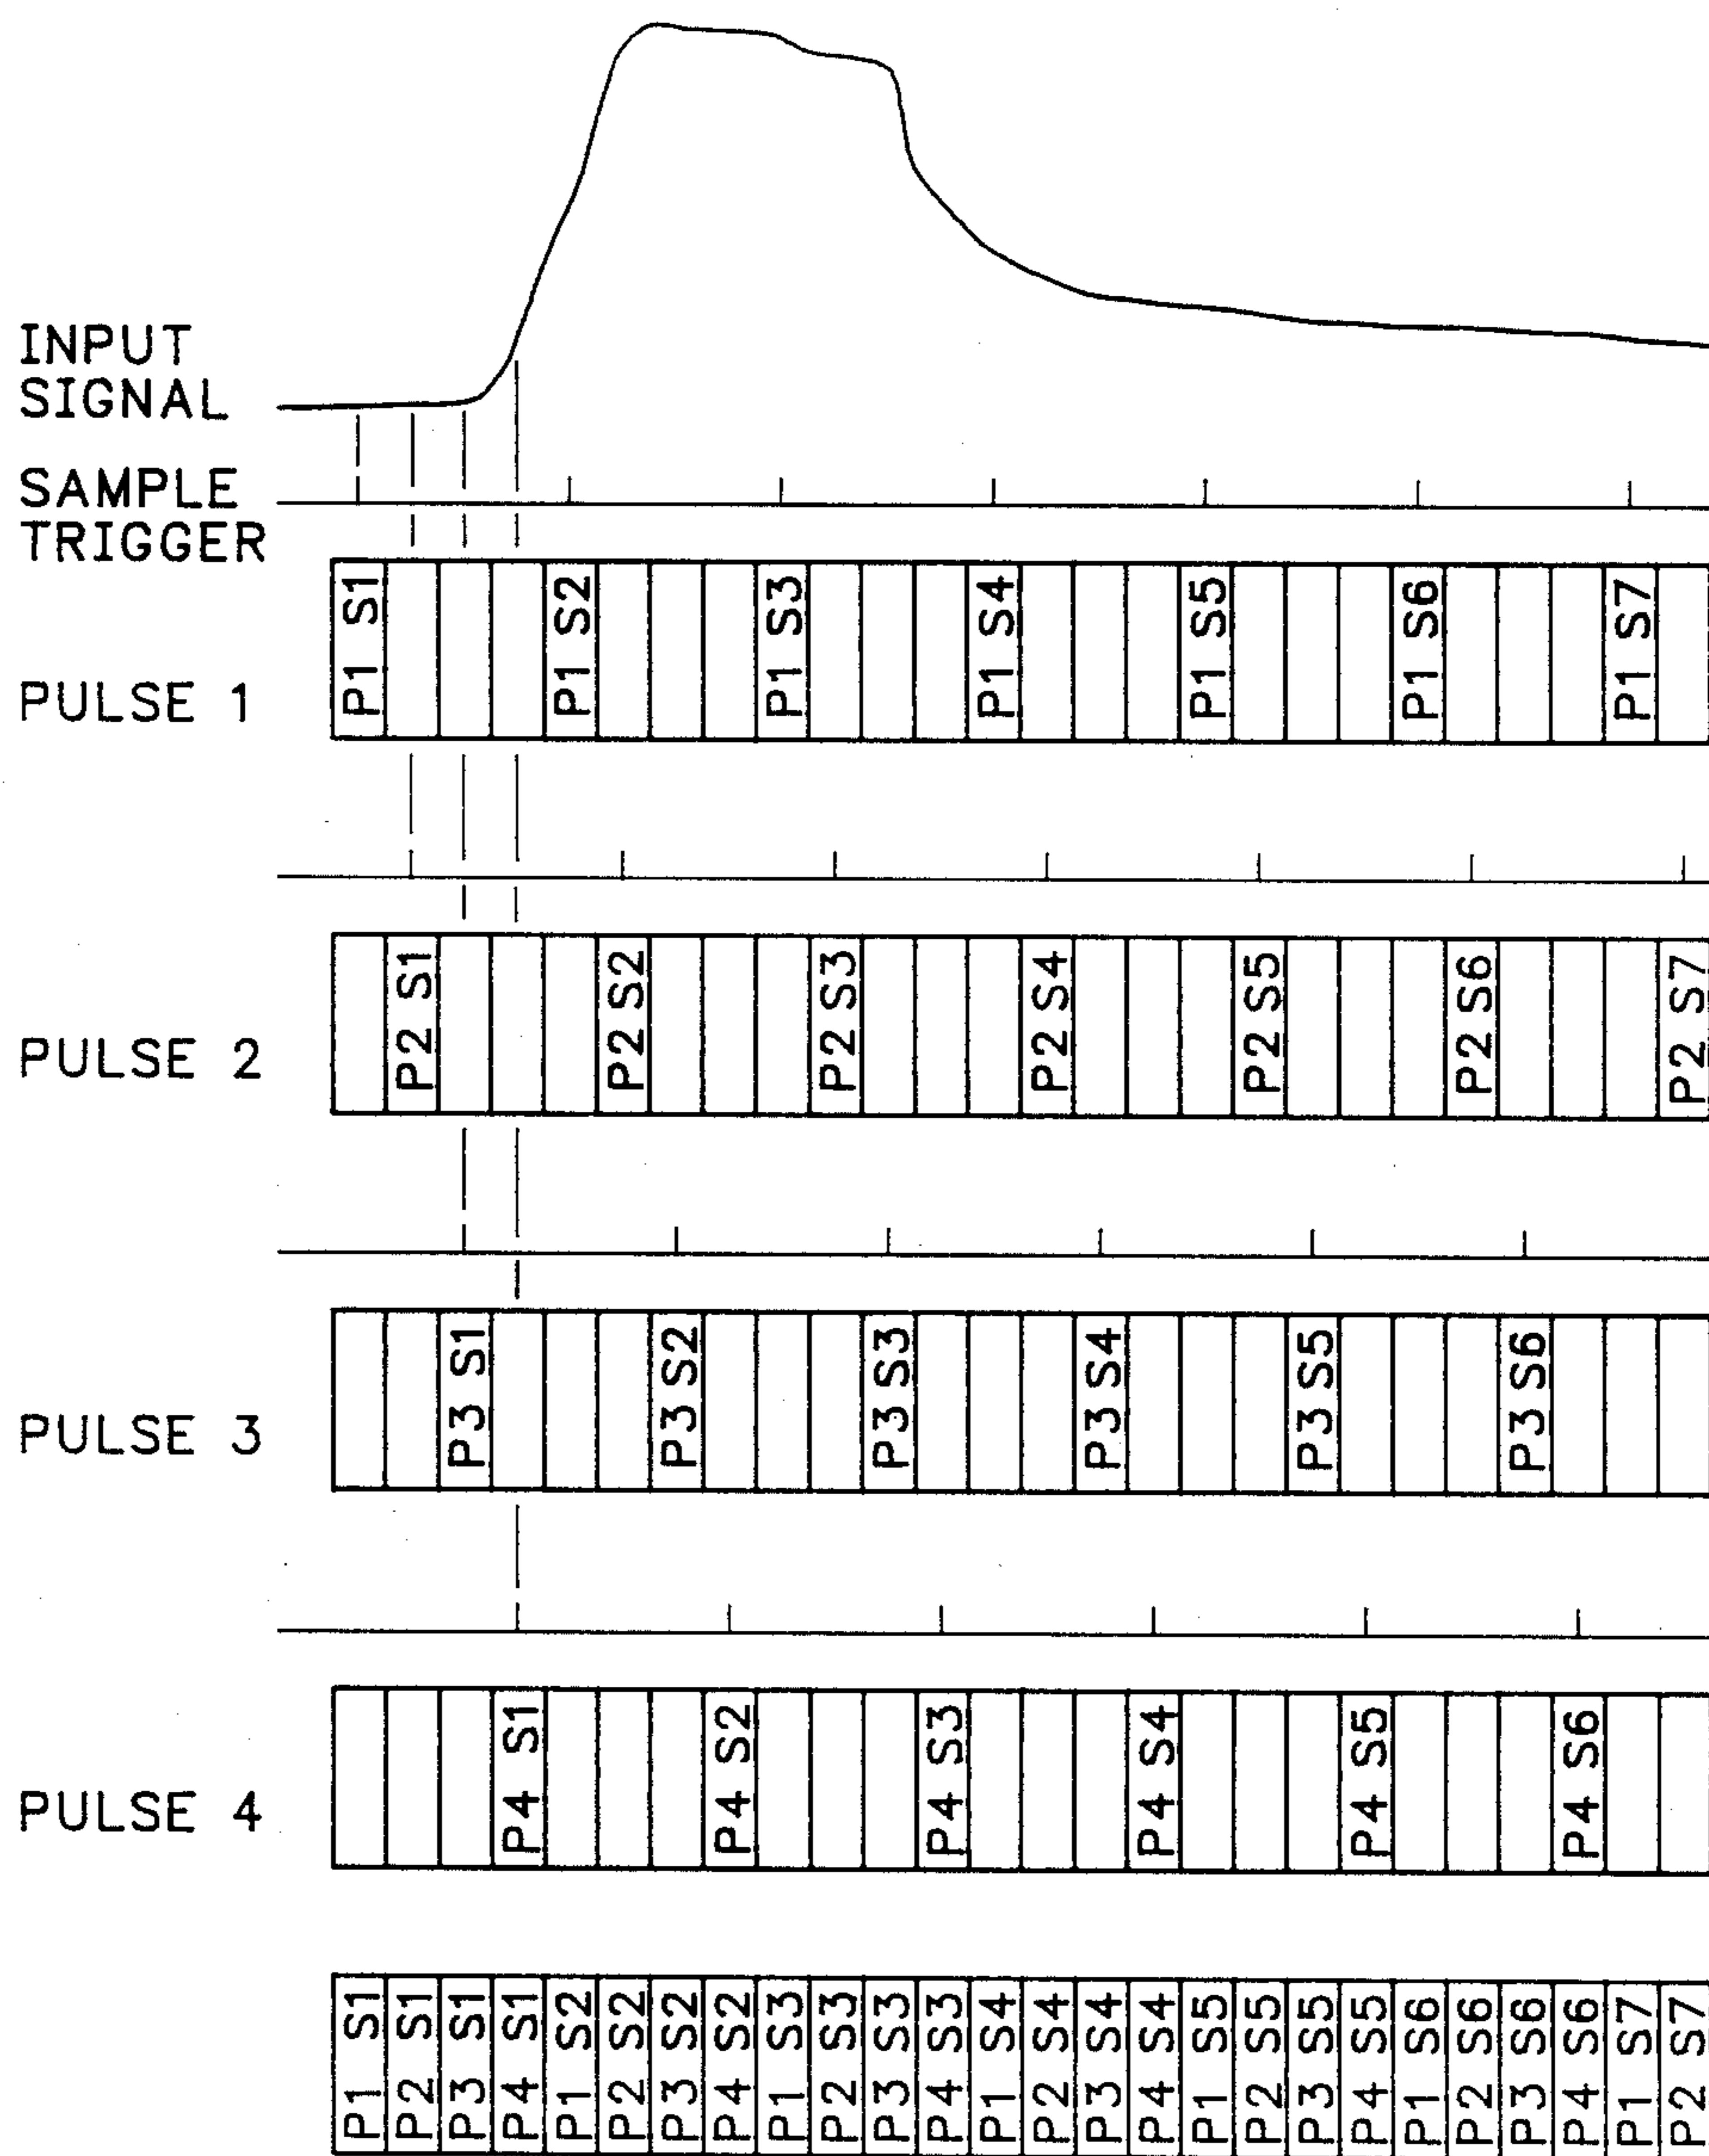 INPUT
SIGNAL
SAMPLE
TRIGGER
PULSE 1
P1 S1
P1 S2
P1 S3
P1 S4
P1 S5
P1 S6
P1 S7
PULSE 2
P2 S1
P2 S2
P2 S3
P2 S4
P2 S5
P2 S6
P2 S7
PULSE 3
P3 S1
P3 S2
P3 S3
P3 S4
P3 S5
P3 S6
PULSE 4
P4 S1
P4 S2
P4 S3
P4 S4
P4 S5
P4 S6
P1 S1
P2 S1
P3 S1
P4 S1
P1 S2
P2 S2
P3 S2
P4 S2
P1 S3
P2 S3
P3 S3
P4 S3
P1 S4
P2 S4
P3 S4
P4 S4
P1 S5
P2 S5
P3 S5
P4 S5
P1 S6
P2 S6
P3 S6
P4 S6
P1 S7
P2 S7